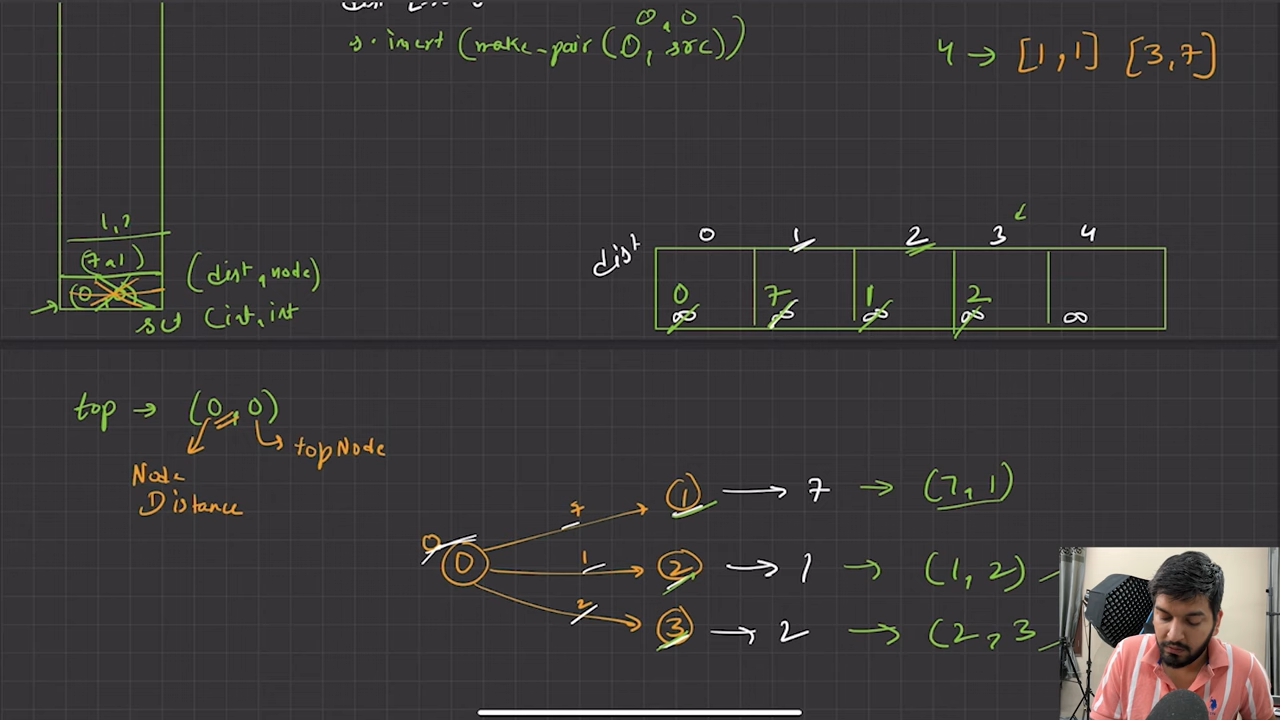 s.insert (make-pair (0, src))
0, 0
4 → [1,1] [3,7]
1,2
(7,1)
(0, 0)
(dist, node)
set <int, int
dist
0 1 2 3 4
0 7 1 2
∞ ∞ ∞ ∞ ∞
top → (0, 0)
topNode
Node
Distance
0
0
7
1
2
1 → 7 → (7,1)
2 → 1 → (1, 2)
3 → 2 → (2, 3